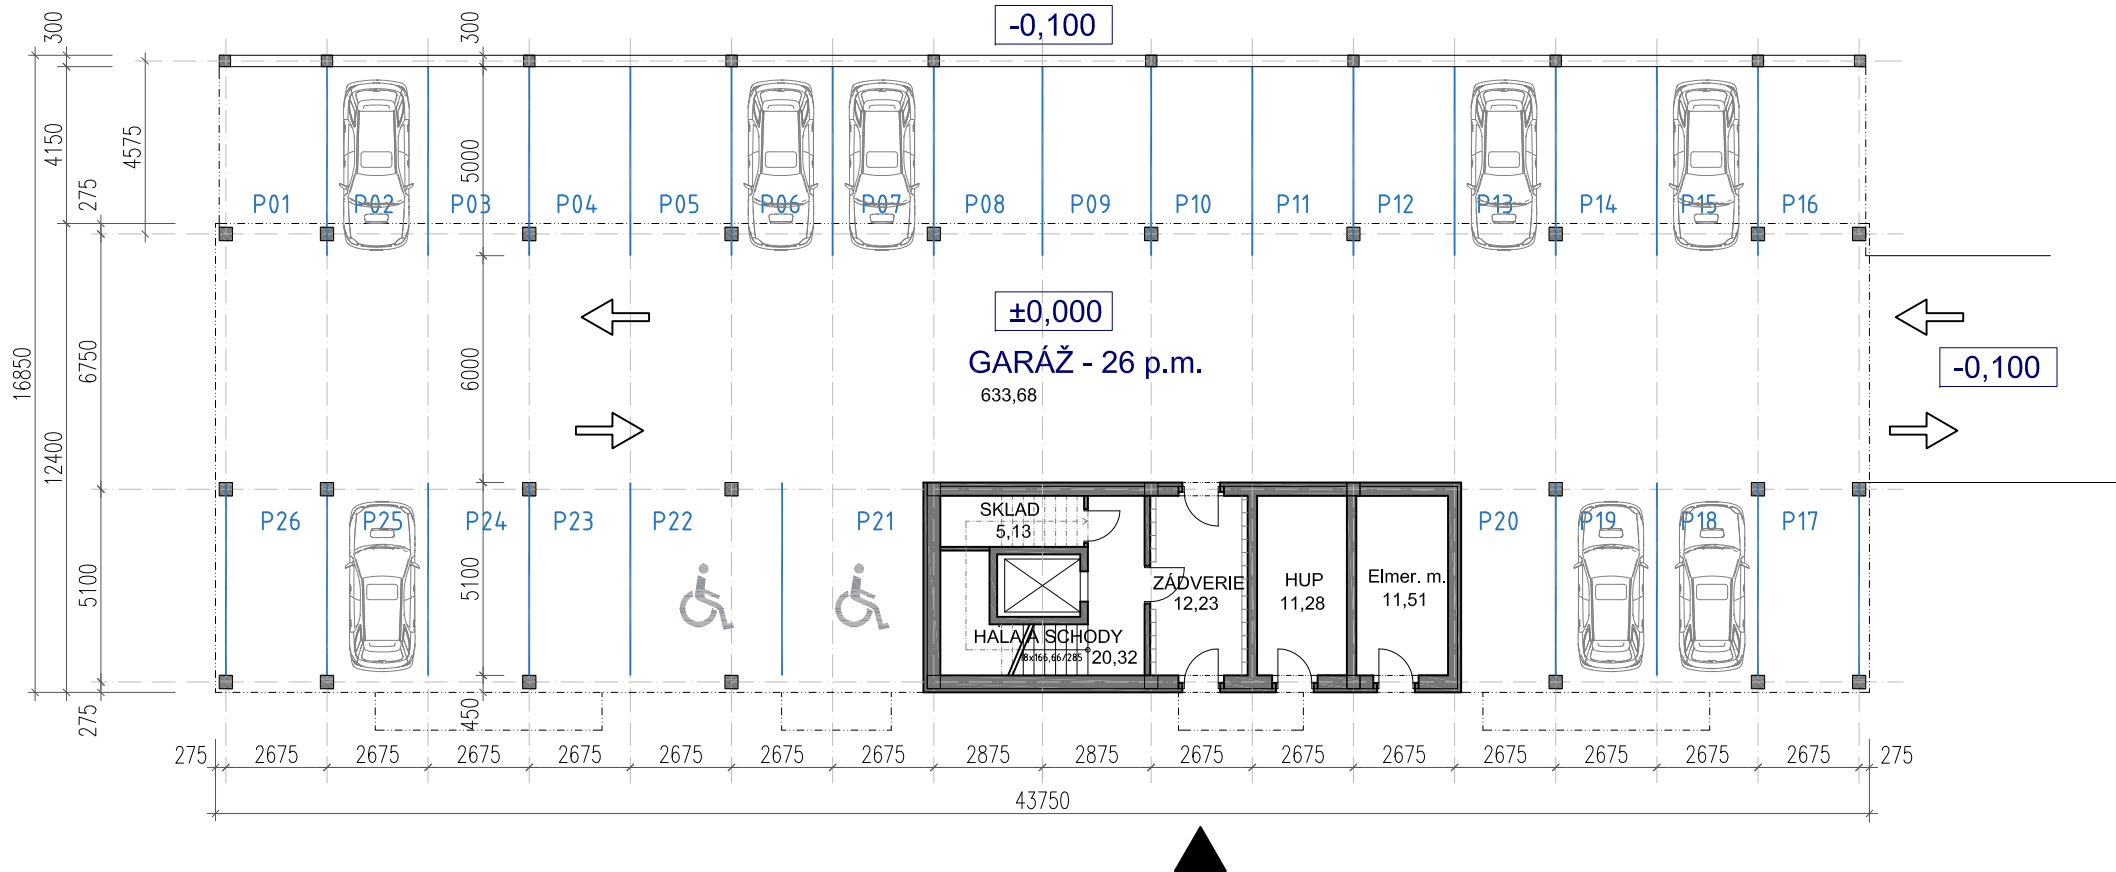 -0,100
300
300
4150
4575
275
5000
P01
P02
P03
P04
P05
P06
P07
P08
P09
P10
P11
P12
P13
P14
P15
P16
±0,000
GARÁŽ - 26 p.m.
633,68
-0,100
16850
12400
6750
6000
5100
5100
275
450
P26
P25
P24
P23
P22
P21
P20
P19
P18
P17
SKLAD
5,13
ZÁDVERIE
12,23
HUP
11,28
Elmer. m.
11,51
HALA A SCHODY
18x166,66/285
20,32
275
2675
2675
2675
2675
2675
2675
2675
2875
2875
2675
2675
2675
2675
2675
2675
2675
275
43750